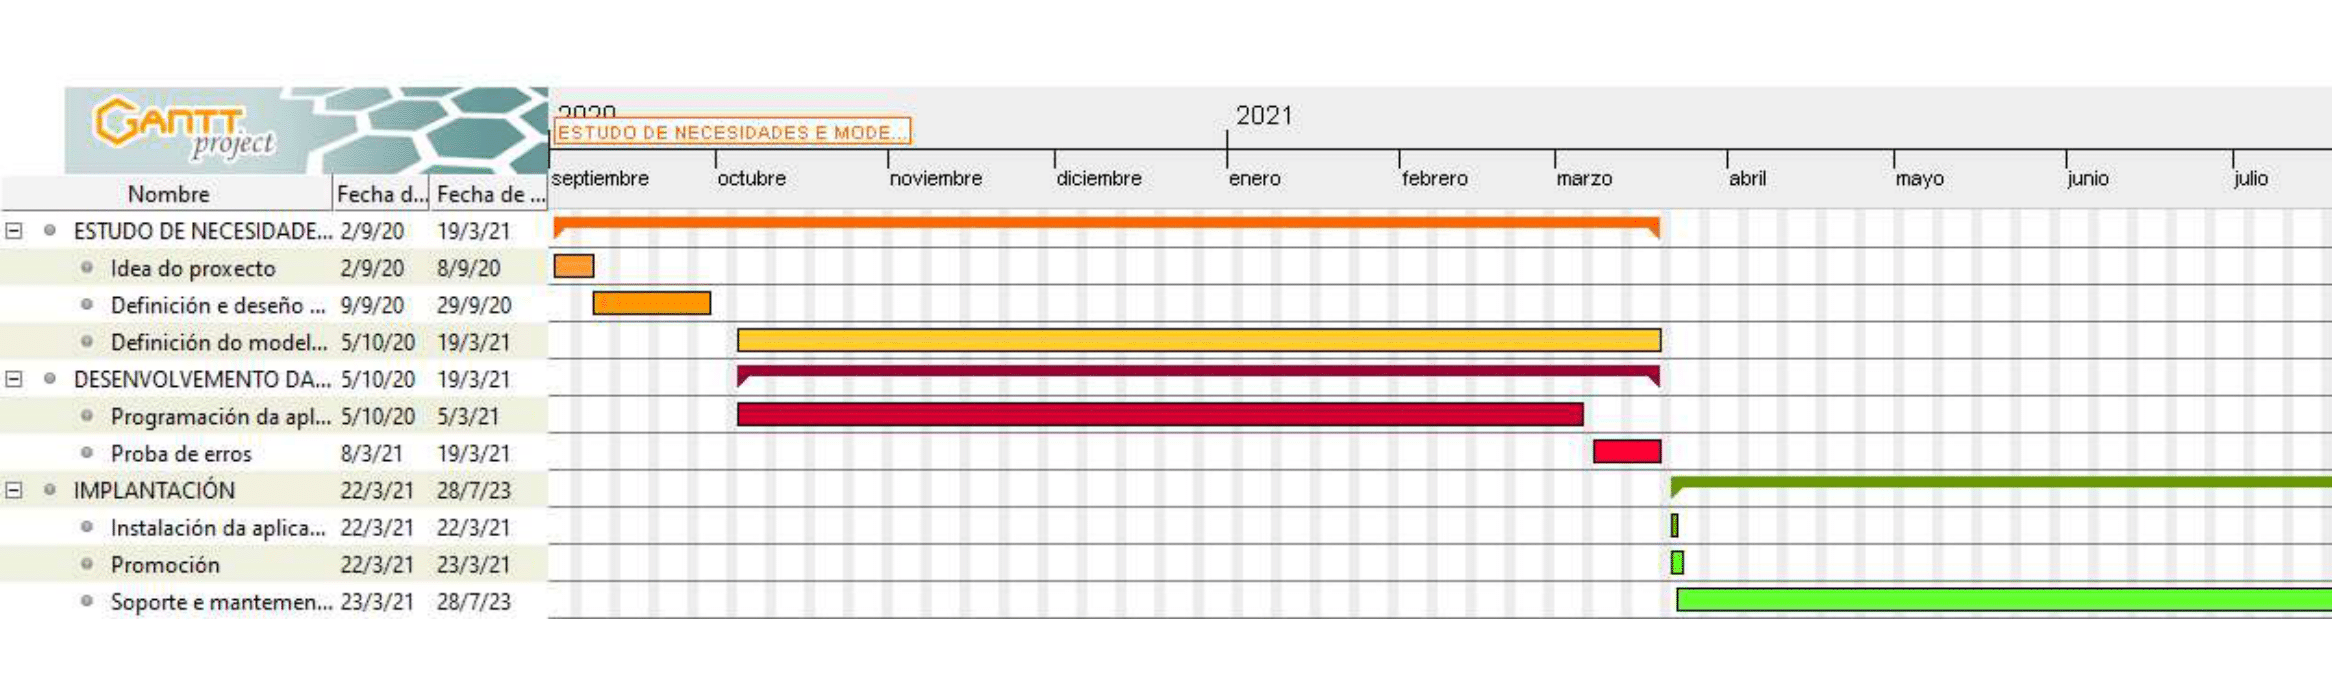 GANTT
project
2020
2021
ESTUDO DE NECESIDADES E MODE...
septiembre octubre noviembre diciembre enero febrero marzo abril mayo junio julio
Nombre Fecha d... Fecha de ...
ESTUDO DE NECESIDADE... 2/9/20 19/3/21
Idea do proxecto 2/9/20 8/9/20
Definición e deseño ... 9/9/20 29/9/20
Definición do model... 5/10/20 19/3/21
DESENVOLVEMENTO DA... 5/10/20 19/3/21
Programación da apl... 5/10/20 5/3/21
Proba de erros 8/3/21 19/3/21
IMPLANTACIÓN 22/3/21 28/7/23
Instalación da aplica... 22/3/21 22/3/21
Promoción 22/3/21 23/3/21
Soporte e mantemen... 23/3/21 28/7/23